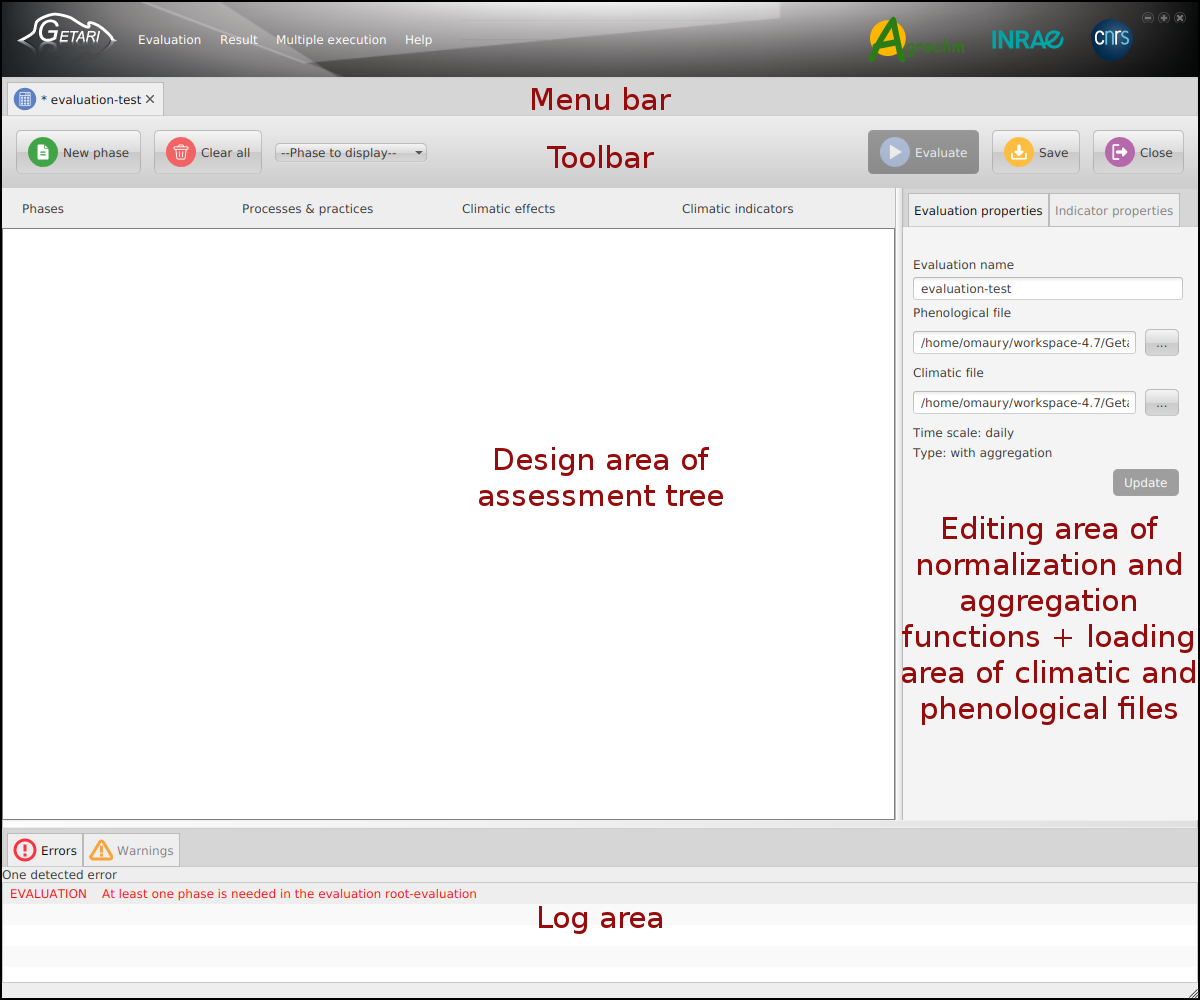 GETARI
Evaluation Result Multiple execution Help
Agroclim INRAE cnrs
* evaluation-test
Menu bar
New phase Clear all --Phase to display--
Toolbar
Evaluate Save Close
Phases Processes & practices Climatic effects Climatic indicators
Evaluation properties Indicator properties
Evaluation name
evaluation-test
Phenological file
/home/omaury/workspace-4.7/Geta
...
Climatic file
/home/omaury/workspace-4.7/Geta
...
Time scale: daily
Type: with aggregation
Update
Design area of
assessment tree
Editing area of
normalization and
aggregation
functions + loading
area of climatic and
phenological files
Errors Warnings
One detected error
EVALUATION At least one phase is needed in the evaluation root-evaluation
Log area